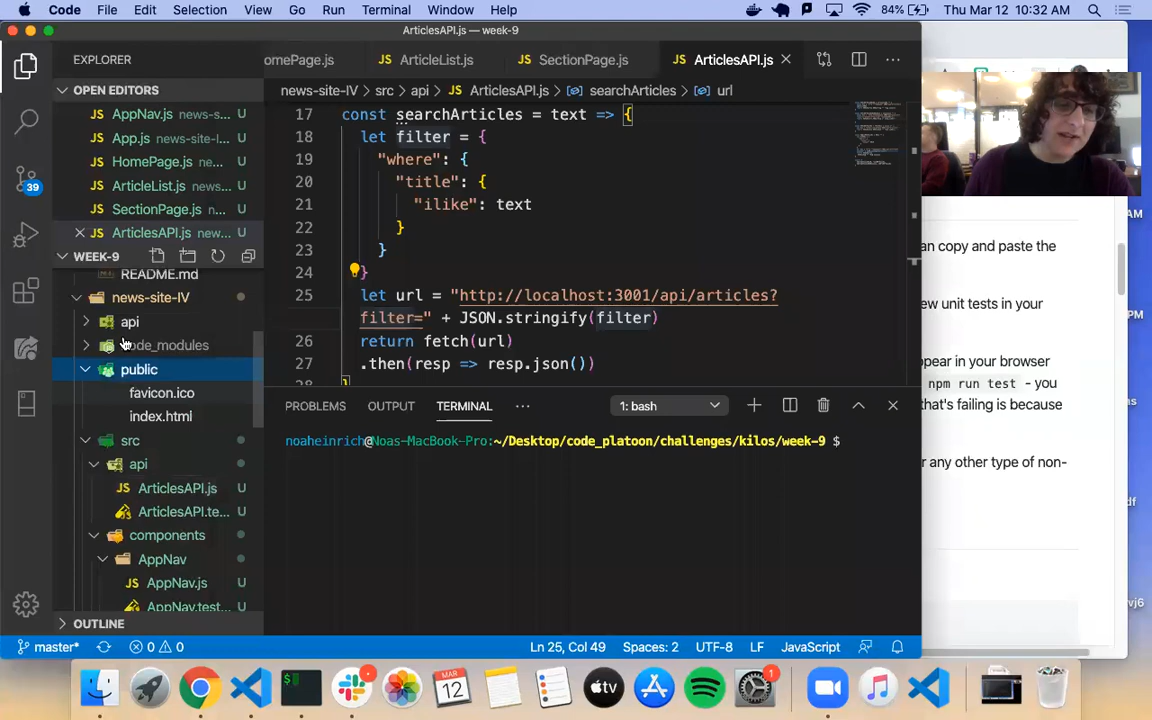 Code File Edit Selection View Go Run Terminal Window Help 84% Thu Mar 12 10:32 AM
ArticlesAPI.js — week-9
EXPLORER
OPEN EDITORS
AppNav.js news-s... U
App.js news-site-I... U
HomePage.js ne... U
ArticleList.js ne... U
SectionPage.js n... U
ArticlesAPI.js new... U
WEEK-9
README.md
news-site-IV
api
node_modules
public
favicon.ico
index.html
src
api
ArticlesAPI.js U
ArticlesAPI.te... U
components
AppNav
AppNav.js U
AppNav.test... U
OUTLINE
39
omePage.js ArticleList.js SectionPage.js ArticlesAPI.js
news-site-IV > src > api > ArticlesAPI.js > searchArticles > url
17 const searchArticles = text => {
18 let filter = {
19 "where": {
20 "title": {
21 "ilike": text
22 }
23 }
24 }
25 let url = "http://localhost:3001/api/articles?
filter=" + JSON.stringify(filter)
26 return fetch(url)
27 .then(resp => resp.json())
28 }
PROBLEMS OUTPUT TERMINAL ... 1: bash
noaheinrich@Noas-MacBook-Pro:~/Desktop/code_platoon/challenges/kilos/week-9 $
master* 0 0 Ln 25, Col 49 Spaces: 2 UTF-8 LF JavaScript
AM
an copy and paste the
ew unit tests in your
pear in your browser
npm run test - you
that's failing is because
r any other type of non-
df
vj6
MAR
12
tv
1